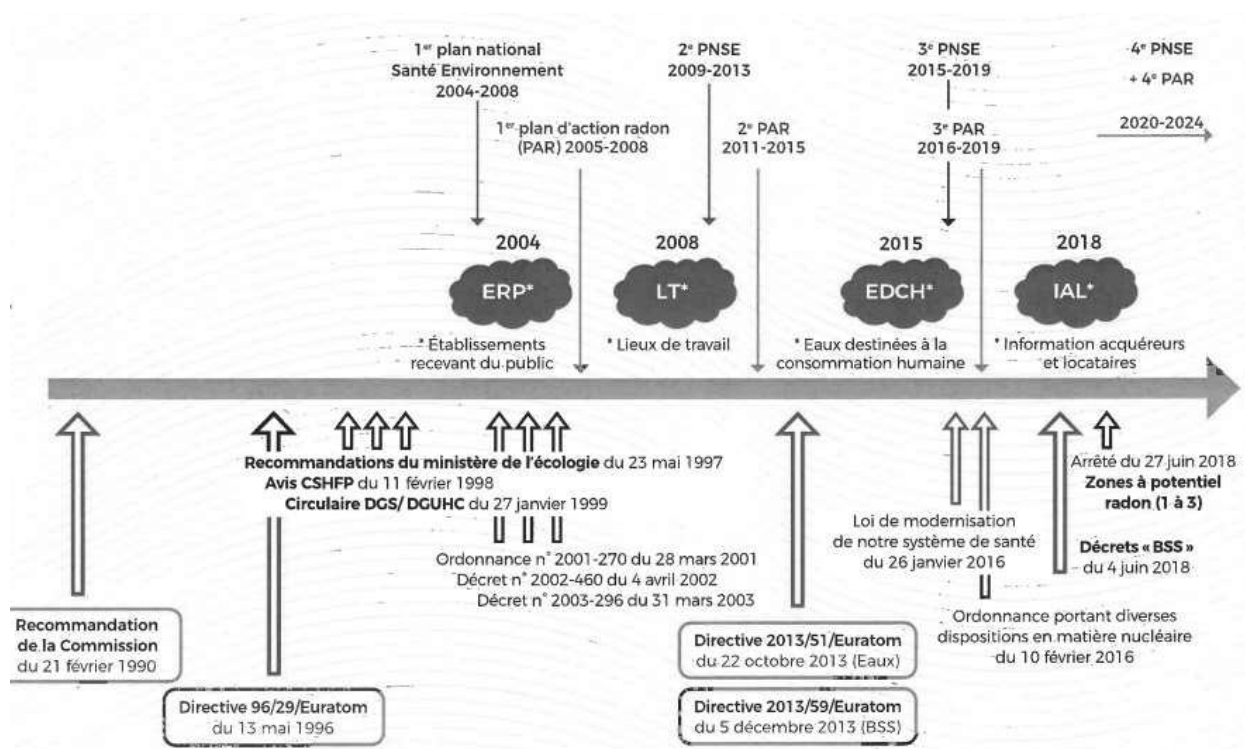 1er plan national
Santé Environnement
2004-2008
2e PNSE
2009-2013
3e PNSE
2015-2019
4e PNSE
+ 4e PAR
2020-2024
1er plan d'action radon
(PAR) 2005-2008
2e PAR
2011-2015
3e PAR
2016-2019
2004
ERP*
* Établissements
recevant du public
2008
LT*
* Lieux de travail
2015
EDCH*
* Eaux destinées à la
consommation humaine
2018
IAL*
* Information acquéreurs
et locataires
Recommandations du ministère de l'écologie du 23 mai 1997
Avis CSHFP du 11 février 1998
Circulaire DGS/ DGUHC du 27 janvier 1999
Ordonnance n° 2001-270 du 28 mars 2001
Décret n° 2002-460 du 4 avril 2002
Décret n° 2003-296 du 31 mars 2003
Loi de modernisation
de notre système de santé
du 26 janvier 2016
Arrêté du 27 juin 2018
Zones à potentiel
radon (1 à 3)
Décrets « BSS »
du 4 juin 2018
Ordonnance portant diverses
dispositions en matière nucléaire
du 10 février 2016
Recommandation
de la Commission
du 21 février 1990
Directive 96/29/Euratom
du 13 mai 1996
Directive 2013/51/Euratom
du 22 octobre 2013 (Eaux)
Directive 2013/59/Euratom
du 5 décembre 2013 (BSS)